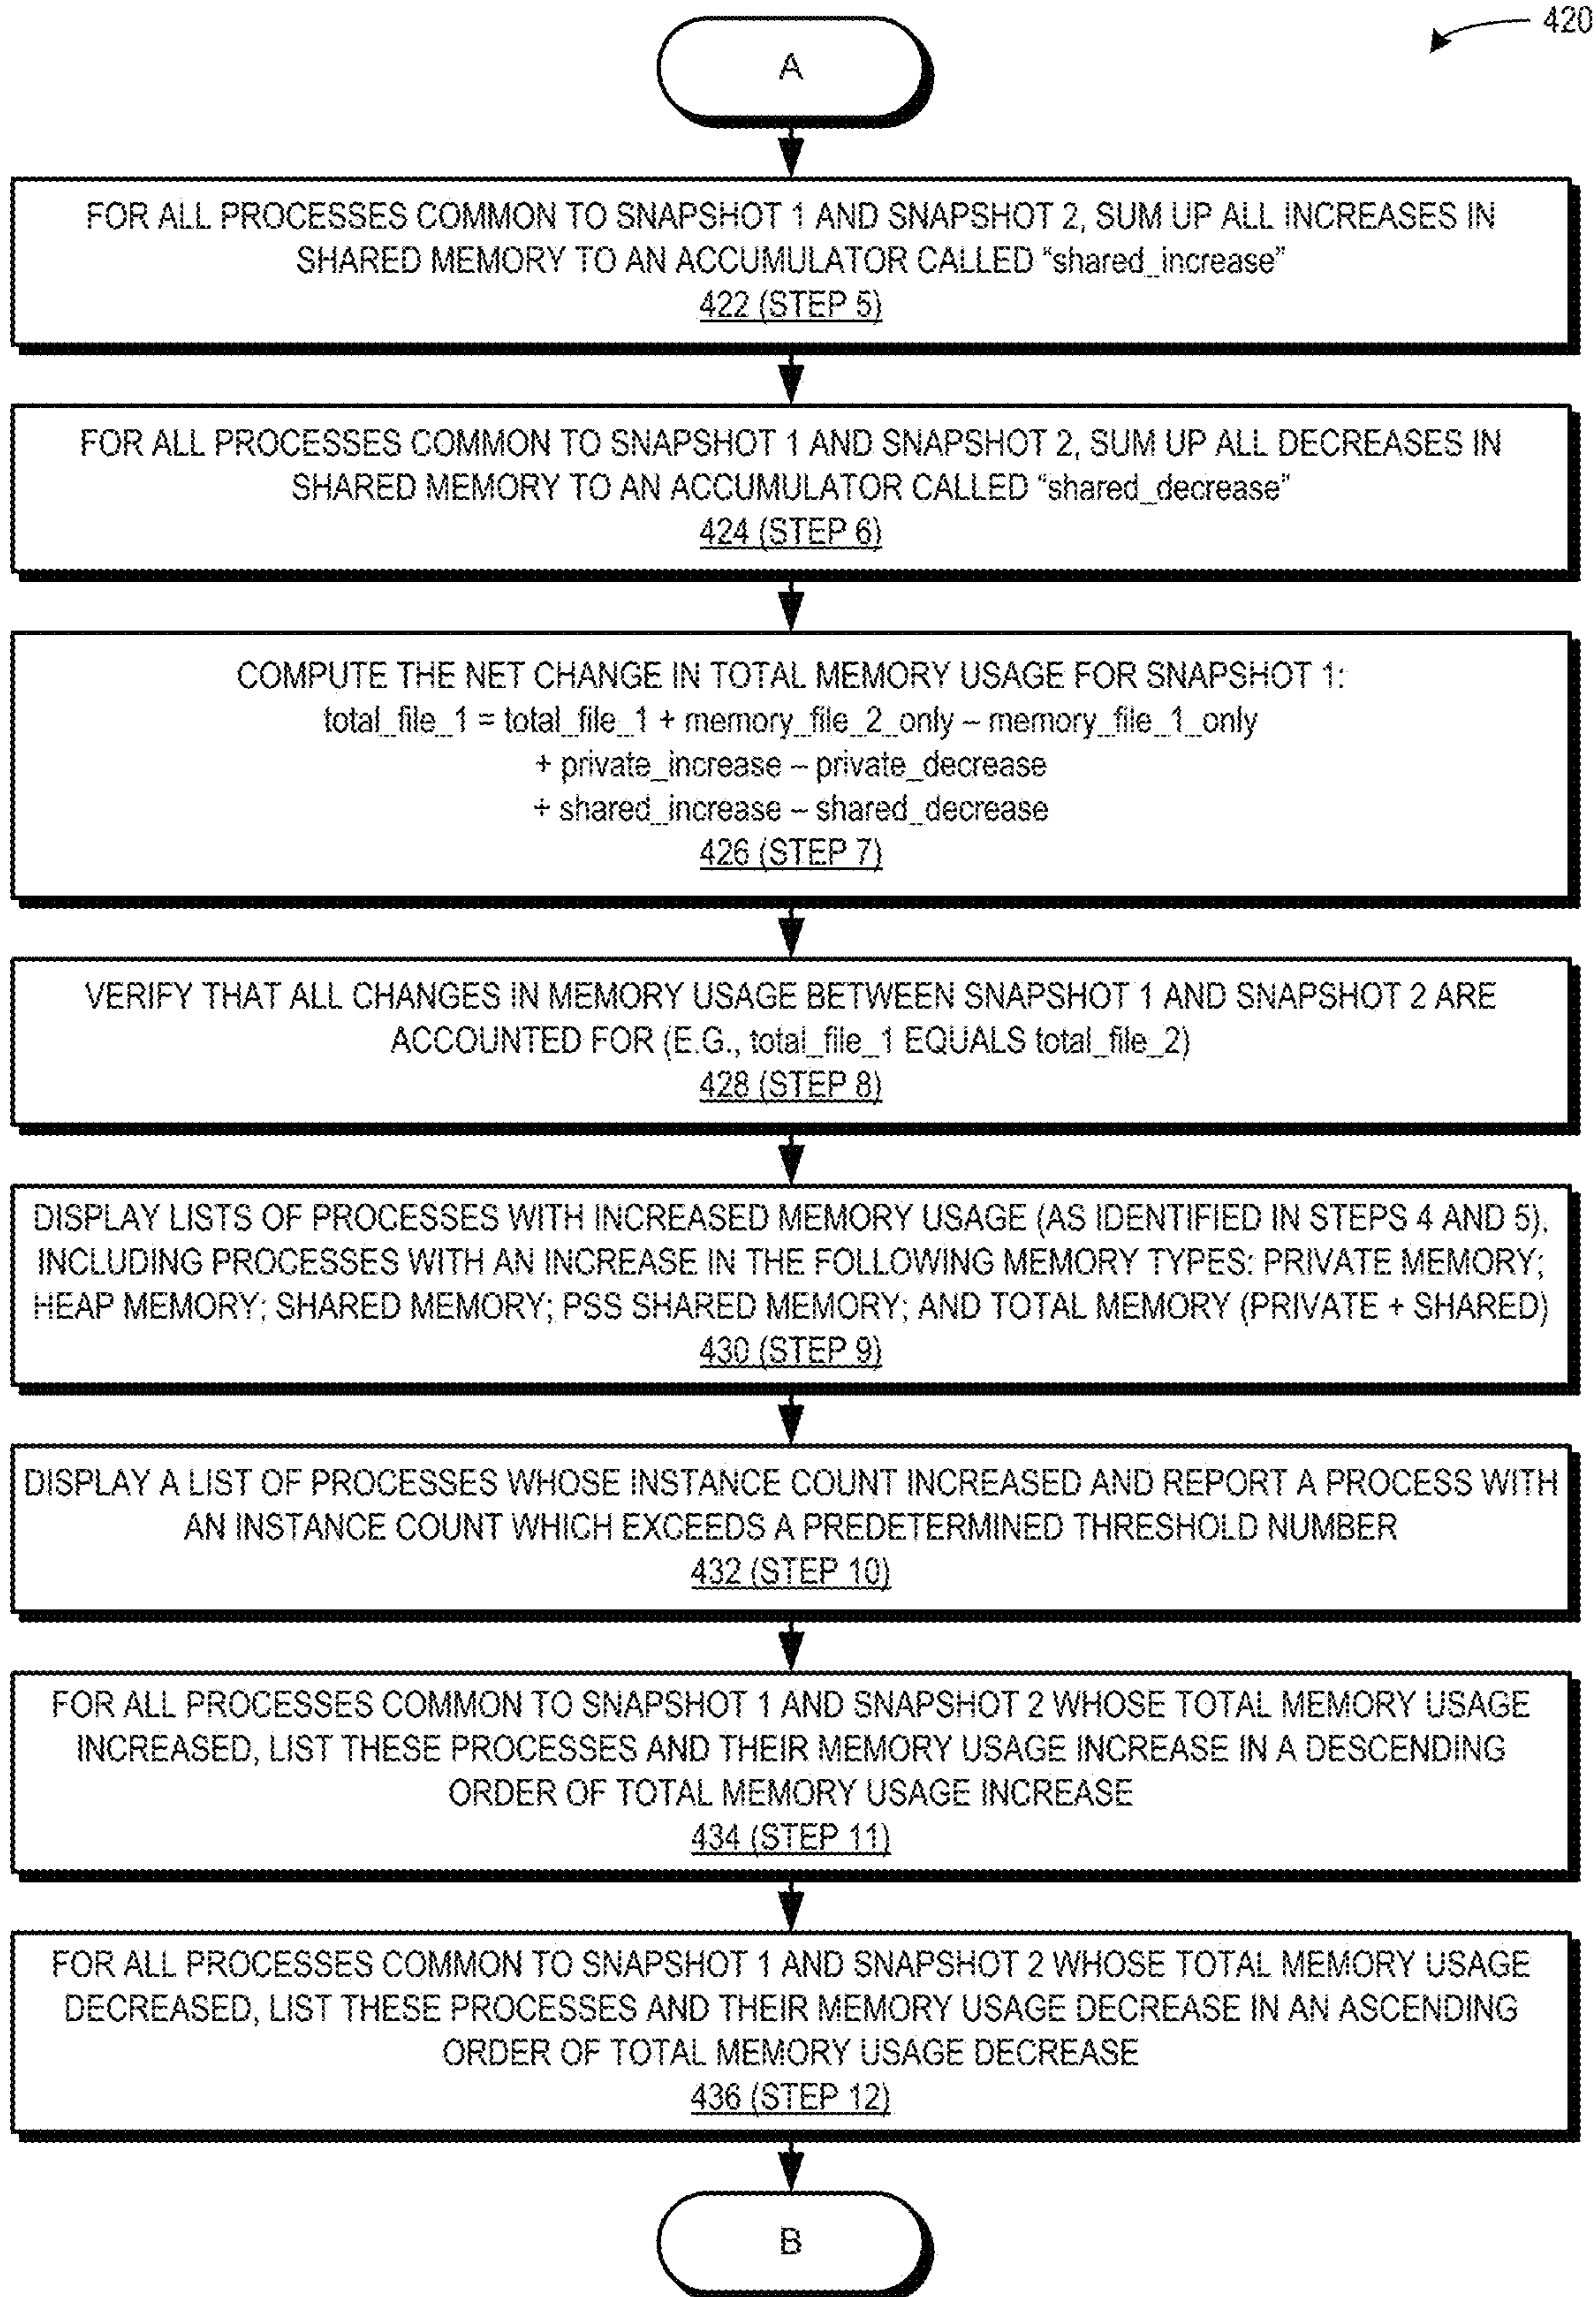 420
A
FOR ALL PROCESSES COMMON TO SNAPSHOT 1 AND SNAPSHOT 2, SUM UP ALL INCREASES IN
SHARED MEMORY TO AN ACCUMULATOR CALLED “shared_increase”
422 (STEP 5)
FOR ALL PROCESSES COMMON TO SNAPSHOT 1 AND SNAPSHOT 2, SUM UP ALL DECREASES IN
SHARED MEMORY TO AN ACCUMULATOR CALLED “shared_decrease”
424 (STEP 6)
COMPUTE THE NET CHANGE IN TOTAL MEMORY USAGE FOR SNAPSHOT 1:
total_file_1 = total_file_1 + memory_file_2_only – memory_file_1_only
+ private_increase – private_decrease
+ shared_increase – shared_decrease
426 (STEP 7)
VERIFY THAT ALL CHANGES IN MEMORY USAGE BETWEEN SNAPSHOT 1 AND SNAPSHOT 2 ARE
ACCOUNTED FOR (E.G., total_file_1 EQUALS total_file_2)
428 (STEP 8)
DISPLAY LISTS OF PROCESSES WITH INCREASED MEMORY USAGE (AS IDENTIFIED IN STEPS 4 AND 5),
INCLUDING PROCESSES WITH AN INCREASE IN THE FOLLOWING MEMORY TYPES: PRIVATE MEMORY;
HEAP MEMORY; SHARED MEMORY; PSS SHARED MEMORY; AND TOTAL MEMORY (PRIVATE + SHARED)
430 (STEP 9)
DISPLAY A LIST OF PROCESSES WHOSE INSTANCE COUNT INCREASED AND REPORT A PROCESS WITH
AN INSTANCE COUNT WHICH EXCEEDS A PREDETERMINED THRESHOLD NUMBER
432 (STEP 10)
FOR ALL PROCESSES COMMON TO SNAPSHOT 1 AND SNAPSHOT 2 WHOSE TOTAL MEMORY USAGE
INCREASED, LIST THESE PROCESSES AND THEIR MEMORY USAGE INCREASE IN A DESCENDING
ORDER OF TOTAL MEMORY USAGE INCREASE
434 (STEP 11)
FOR ALL PROCESSES COMMON TO SNAPSHOT 1 AND SNAPSHOT 2 WHOSE TOTAL MEMORY USAGE
DECREASED, LIST THESE PROCESSES AND THEIR MEMORY USAGE DECREASE IN AN ASCENDING
ORDER OF TOTAL MEMORY USAGE DECREASE
436 (STEP 12)
B